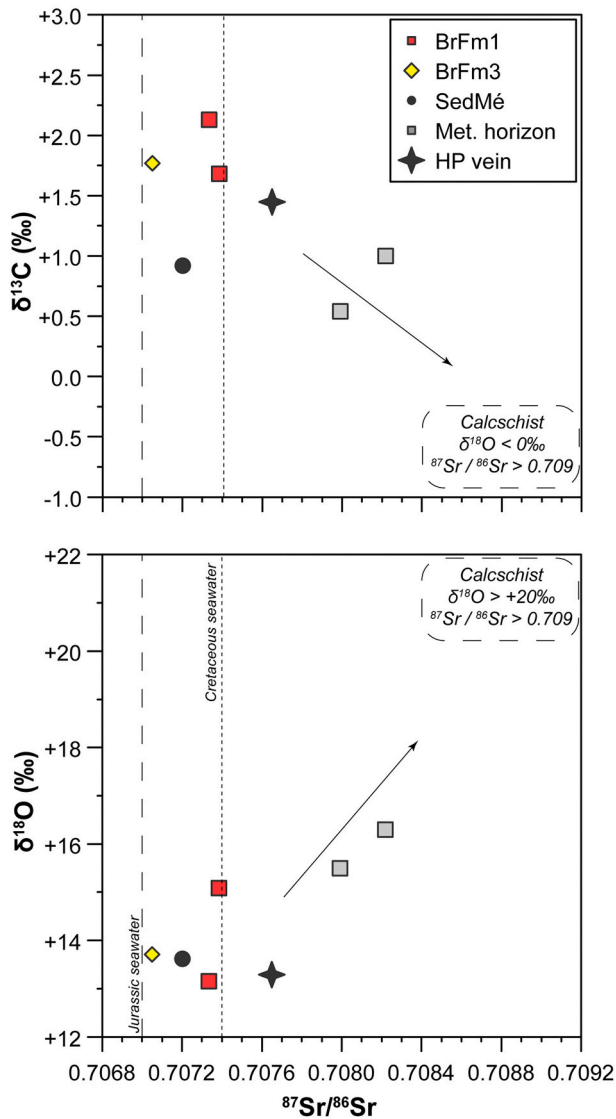 +3.0
+2.5
+2.0
+1.5
+1.0
+0.5
0.0
-0.5
-1.0
δ¹³C (‰)
BrFm1
BrFm3
SedMé
Met. horizon
HP vein
Calcschist
δ¹⁸O < 0‰
⁸⁷Sr / ⁸⁶Sr > 0.709
+22
+20
+18
+16
+14
+12
δ¹⁸O (‰)
Jurassic seawater
Cretaceous seawater
Calcschist
δ¹⁸O > +20‰
⁸⁷Sr / ⁸⁶Sr > 0.709
0.7068 0.7072 0.7076 0.7080 0.7084 0.7088 0.7092
⁸⁷Sr/⁸⁶Sr